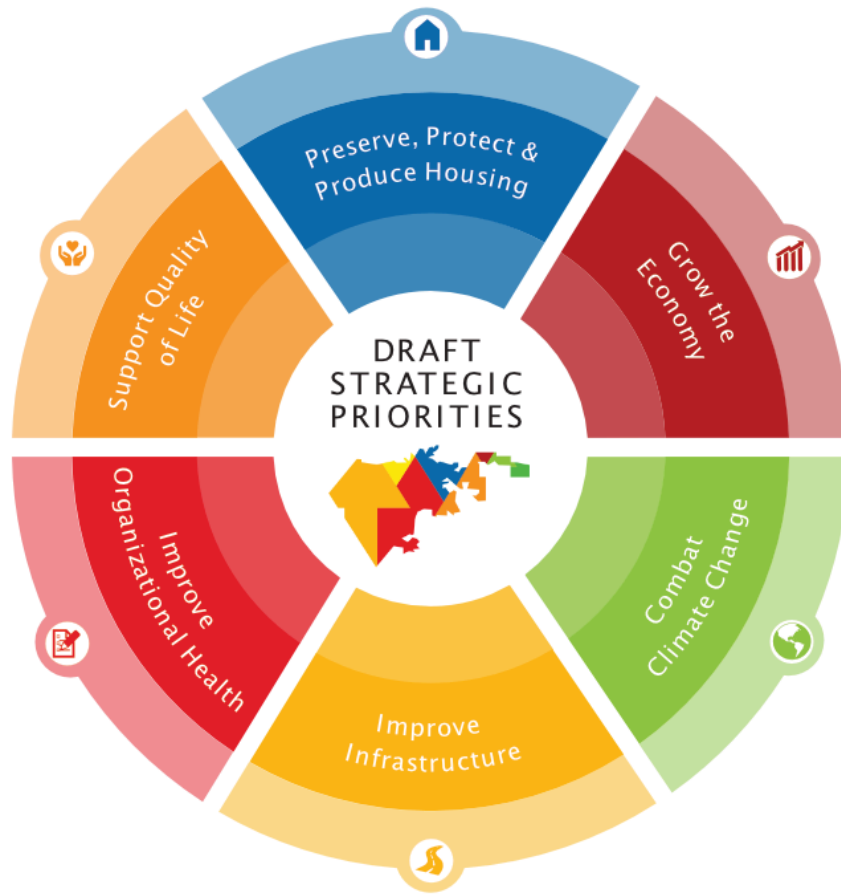 Preserve, Protect &
Produce Housing
Grow the
Economy
Combat
Climate Change
Improve
Infrastructure
Improve
Organizational Health
Support Quality
of Life
DRAFT
STRATEGIC
PRIORITIES